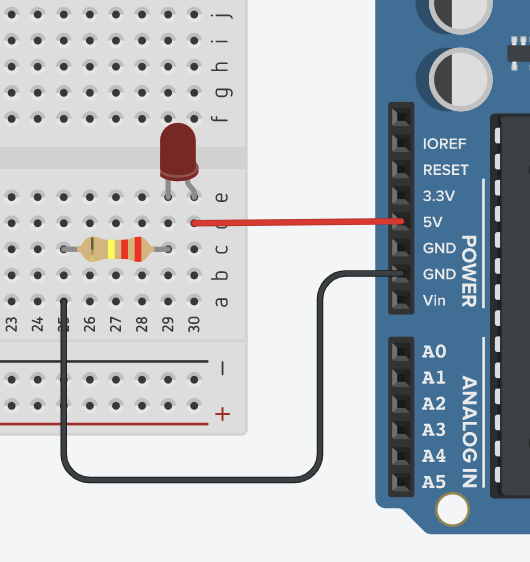 j
i
h
g
f
e
c
b
a
23
24
25
26
27
28
29
30
−
+
IOREF
RESET
3.3V
5V
GND
GND
Vin
POWER
A0
A1
A2
A3
A4
A5
ANALOG IN